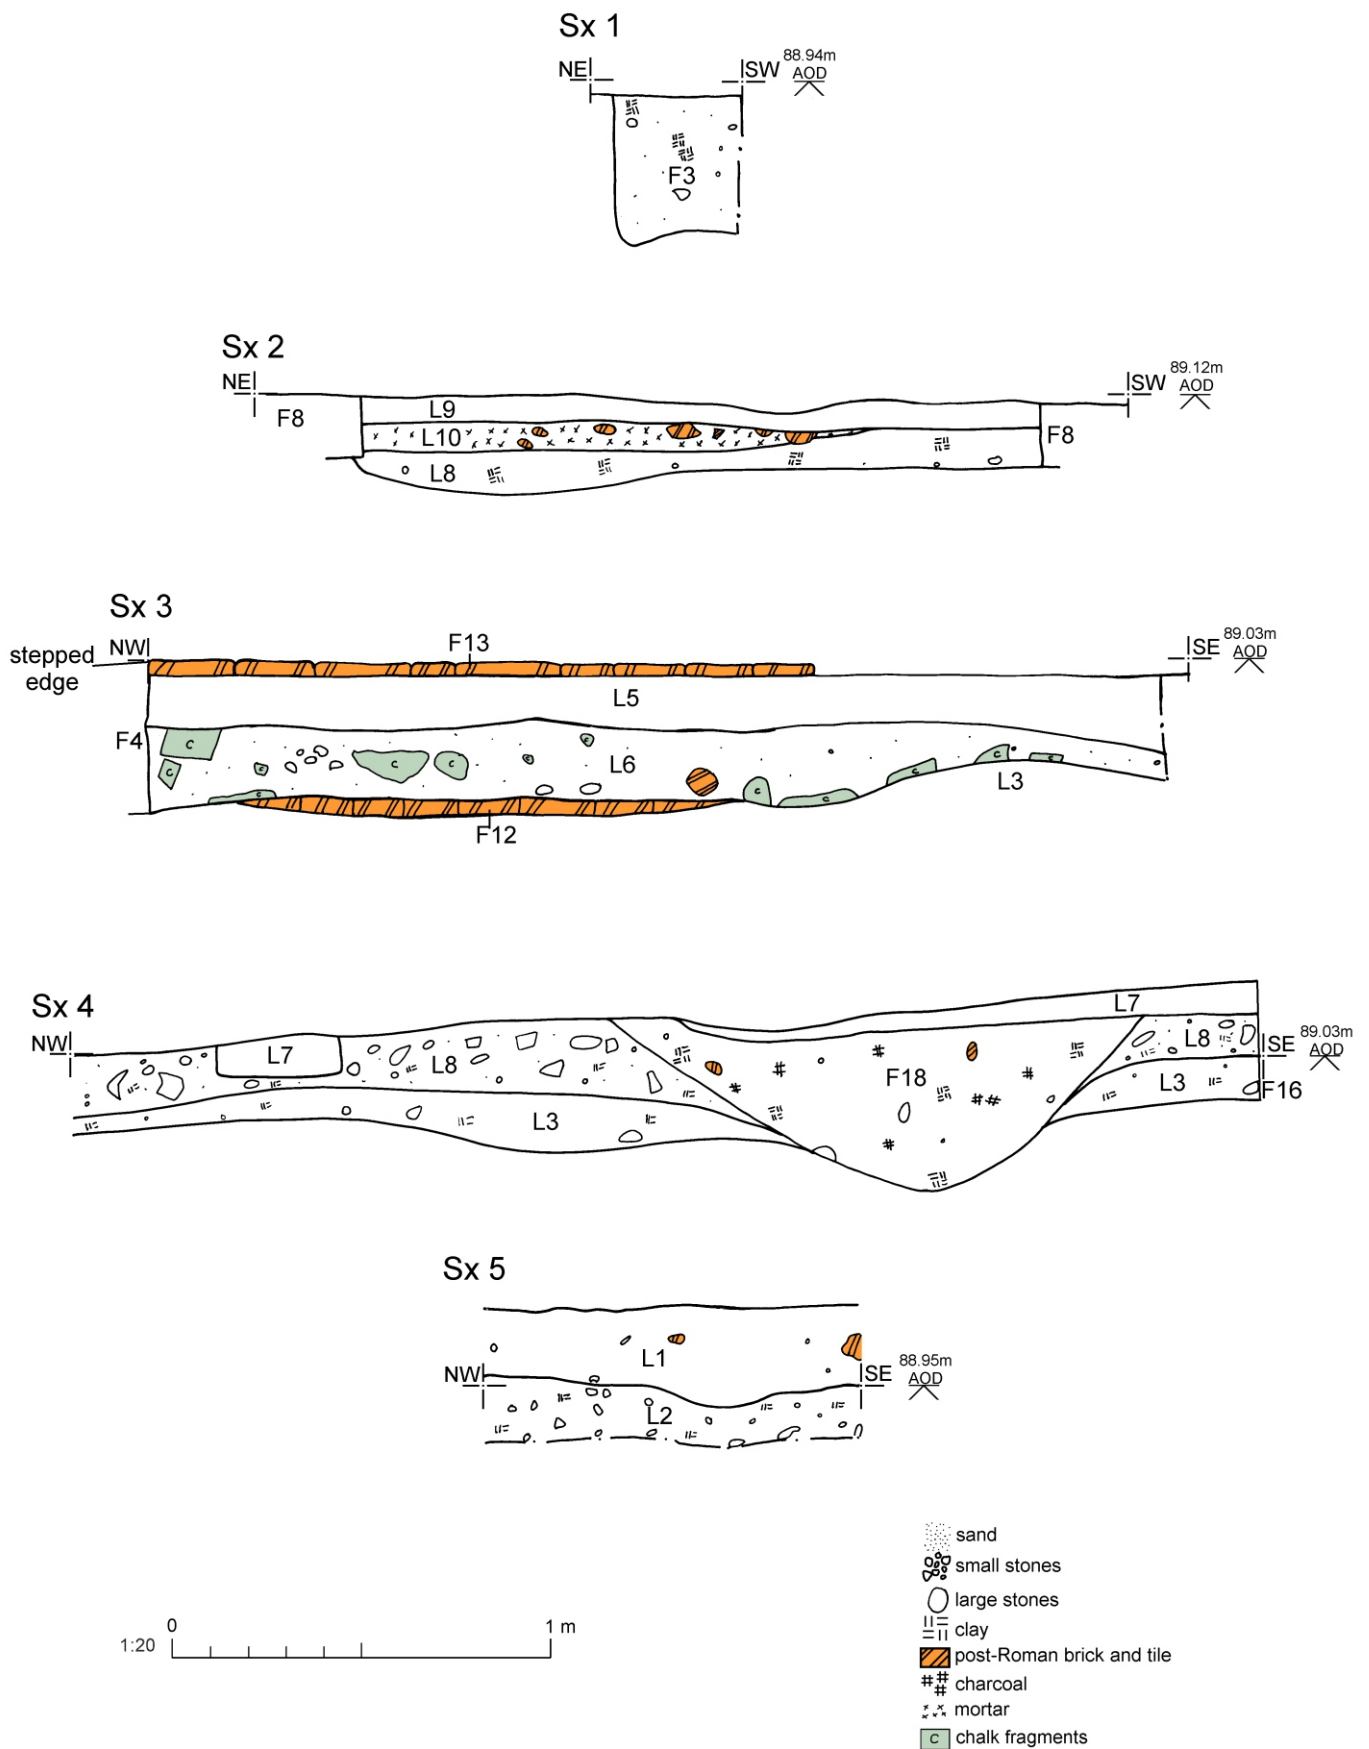 Sx 1
NE SW 88.94m
AOD
F3
Sx 2
NE SW 89.12m
AOD
F8 L9
L10 F8
L8
Sx 3
stepped edge
NW F13 SE 89.03m
AOD
L5
F4 C C C C C C L6 C C C C C C L3
C
F12
Sx 4
L7
NW L7 L8 L8 SE 89.03m
AOD
F18
L3 L3 F16
Sx 5
L1
NW SE 88.95m
AOD
L2
sand
small stones
large stones
clay
post-Roman brick and tile
charcoal
mortar
C chalk fragments
0 1 m
1:20